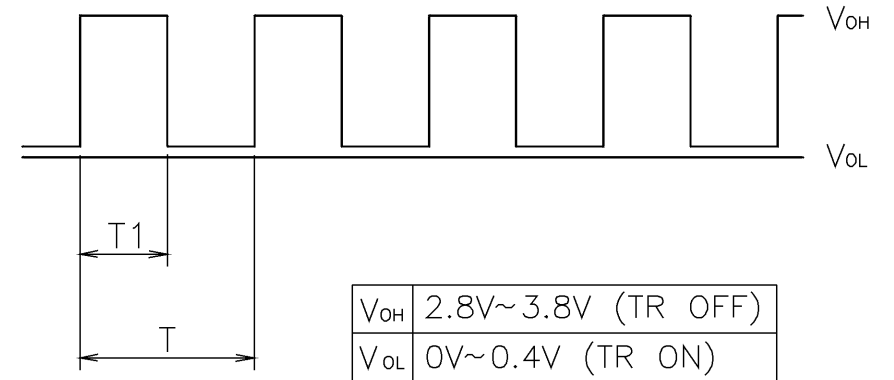 VOH
VOL
T1
T
VOH 2.8V~3.8V (TR OFF)
VOL 0V~0.4V (TR ON)